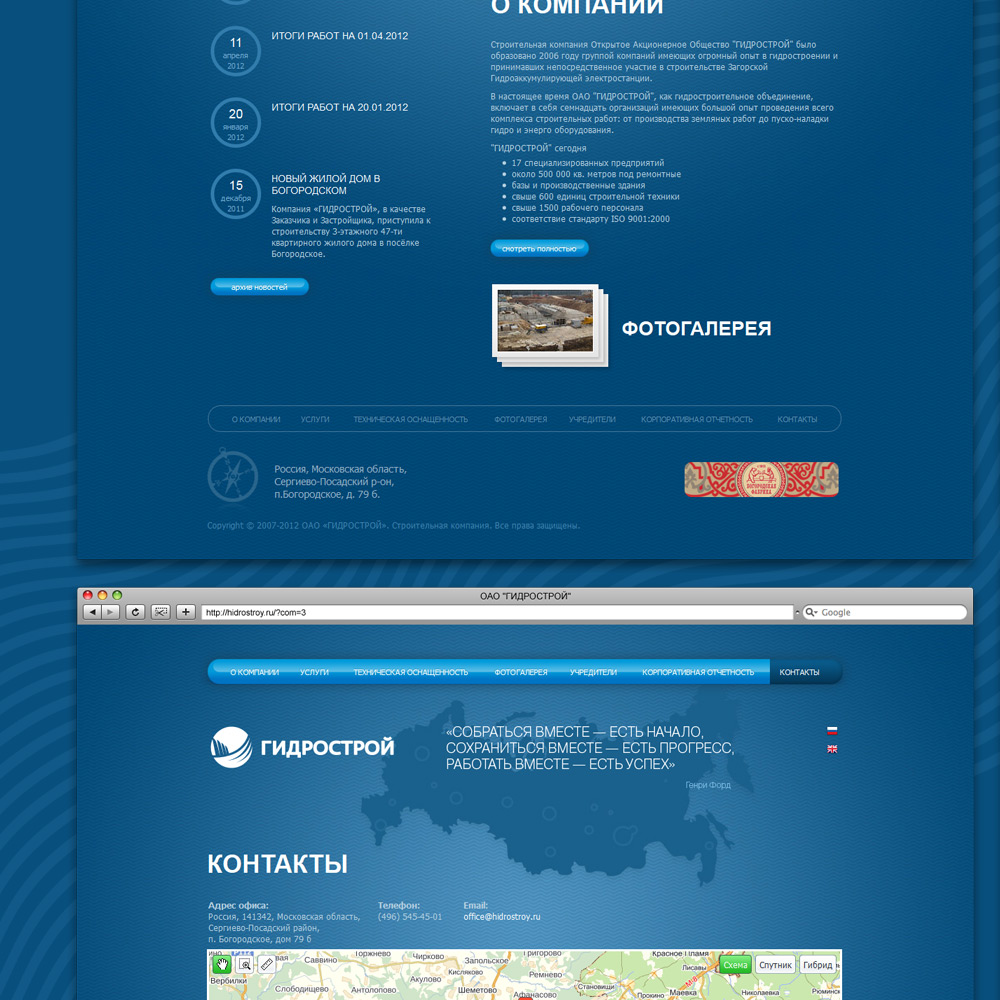 О КОМПАНИИ
11
апреля
2012
ИТОГИ РАБОТ НА 01.04.2012
20
января
2012
ИТОГИ РАБОТ НА 20.01.2012
15
декабря
2011
НОВЫЙ ЖИЛОЙ ДОМ В
БОГОРОДСКОМ
Компания «ГИДРОСТРОЙ», в качестве
Заказчика и Застройщика, приступила к
строительству 3-этажного 47-ти
квартирного жилого дома в посёлке
Богородское.
архив новостей
Строительная компания Открытое Акционерное Общество "ГИДРОСТРОЙ" было
образовано 2006 году группой компаний имеющих огромный опыт в гидростроении и
принимавших непосредственное участие в строительстве Загорской
Гидроаккумулирующей электростанции.
В настоящее время ОАО "ГИДРОСТРОЙ", как гидростроительное объединение,
включает в себя семнадцать организаций имеющих большой опыт проведения всего
комплекса строительных работ: от производства земляных работ до пуско-наладки
гидро и энерго оборудования.
"ГИДРОСТРОЙ" сегодня
17 специализированных предприятий
около 500 000 кв. метров под ремонтные
базы и производственные здания
свыше 600 единиц строительной техники
свыше 1500 рабочего персонала
соответствие стандарту ISO 9001:2000
смотреть полностью
ФОТОГАЛЕРЕЯ
О КОМПАНИИ УСЛУГИ ТЕХНИЧЕСКАЯ ОСНАЩЕННОСТЬ ФОТОГАЛЕРЕЯ УЧРЕДИТЕЛИ КОРПОРАТИВНАЯ ОТЧЕТНОСТЬ КОНТАКТЫ
Россия, Московская область,
Сергиево-Посадский р-он,
п.Богородское, д. 79 б.
БОГОРОДСКАЯ
ФАБРИКА
Copyright © 2007-2012 ОАО «ГИДРОСТРОЙ». Строительная компания. Все права защищены.
ОАО "ГИДРОСТРОЙ"
http://hidrostroy.ru/?com=3
Google
О КОМПАНИИ УСЛУГИ ТЕХНИЧЕСКАЯ ОСНАЩЕННОСТЬ ФОТОГАЛЕРЕЯ УЧРЕДИТЕЛИ КОРПОРАТИВНАЯ ОТЧЕТНОСТЬ КОНТАКТЫ
ГИДРОСТРОЙ
«СОБРАТЬСЯ ВМЕСТЕ — ЕСТЬ НАЧАЛО,
СОХРАНИТЬСЯ ВМЕСТЕ — ЕСТЬ ПРОГРЕСС,
РАБОТАТЬ ВМЕСТЕ — ЕСТЬ УСПЕХ»
Генри Форд
КОНТАКТЫ
Адрес офиса:
Россия, 141342, Московская область,
Сергиево-Посадский район,
п. Богородское, дом 79 б
Телефон:
(496) 545-45-01
Email:
office@hidrostroy.ru
Схема Спутник Гибрид
Торжнево
Григорово
Красное Пламя
Саввино
Чирково
Запольское
Лисавы
Кисляково
Вербилки
Акулово
Ремнево
Слободищево
Антолопово
Шеметово
Афанасово
Становищи
Прокино
Маевка
Николаевка